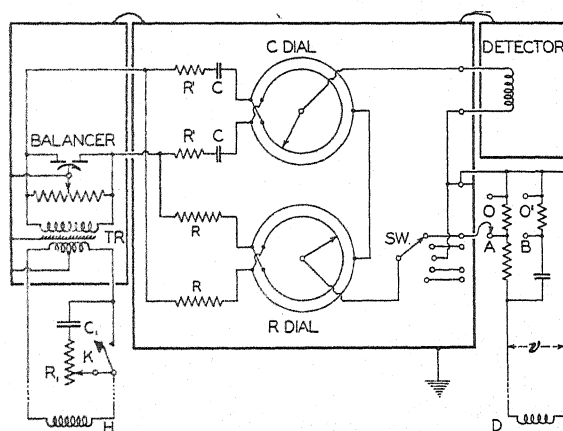 C DIAL
DETECTOR
R' C
BALANCER
R' C
TR
R
R
R DIAL
SW.
O O'
A B
C₁
K
R₁
H
v
D